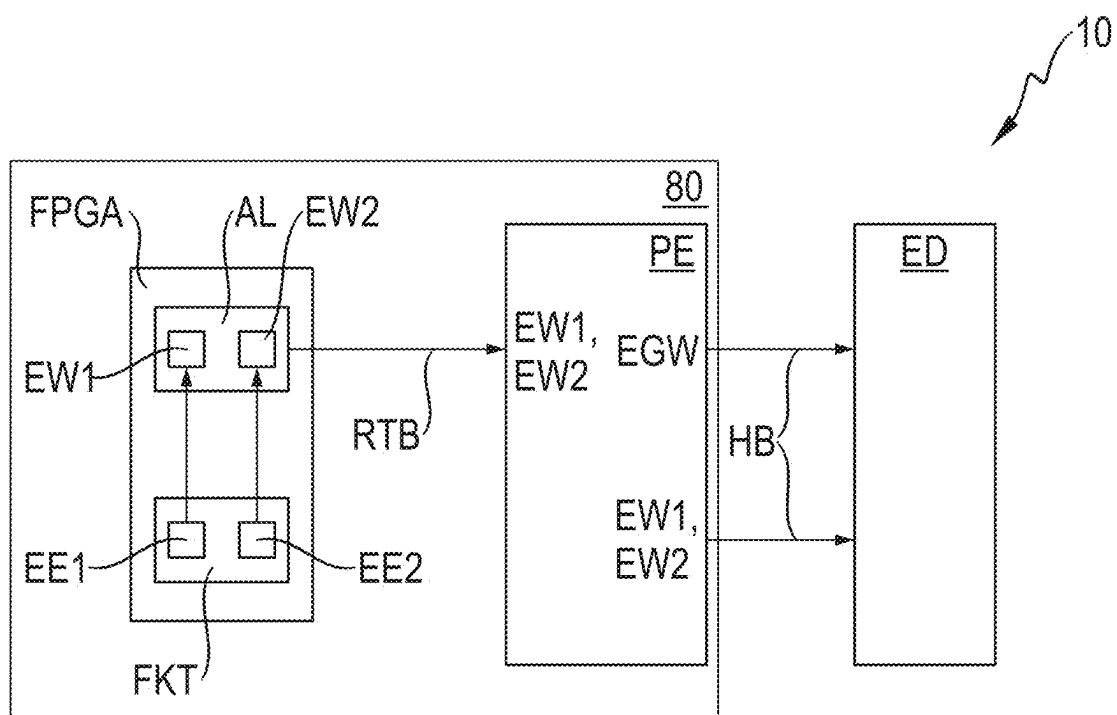 10
80
FPGA
AL
EW2
PE
ED
EW1
EW1,
EW2
EGW
RTB
HB
EW1,
EW2
EE1
EE2
FKT